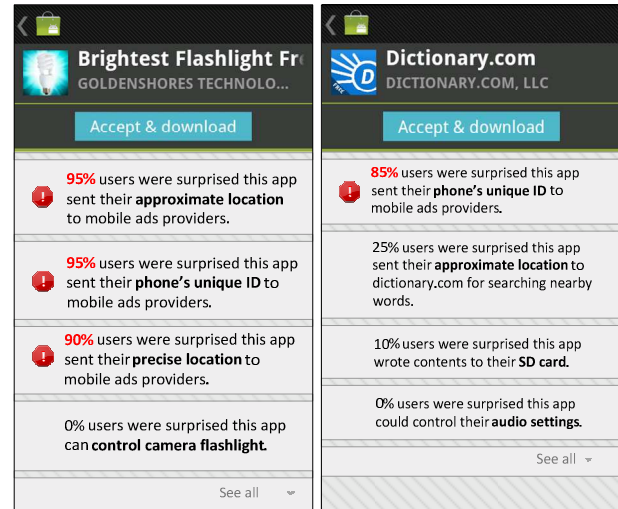 Brightest Flashlight Fr
GOLDENSHORES TECHNOLO...
Accept & download
95% users were surprised this app
sent their approximate location
to mobile ads providers.
95% users were surprised this app
sent their phone's unique ID to
mobile ads providers.
90% users were surprised this app
sent their precise location to
mobile ads providers.
0% users were surprised this app
can control camera flashlight.
See all
Dictionary.com
DICTIONARY.COM, LLC
Accept & download
85% users were surprised this app
sent their phone's unique ID to
mobile ads providers.
25% users were surprised this app
sent their approximate location to
dictionary.com for searching nearby
words.
10% users were surprised this app
wrote contents to their SD card.
0% users were surprised this app
could control their audio settings.
See all